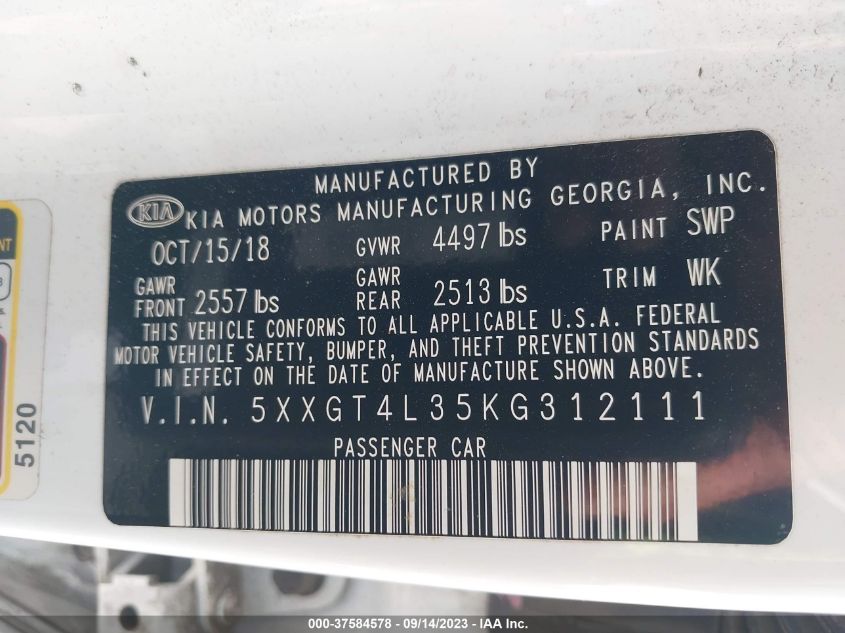 MANUFACTURED BY
KIA KIA MOTORS MANUFACTURING GEORGIA, INC.
OCT/15/18 GVWR 4497 lbs PAINT SWP
GAWR FRONT 2557 lbs GAWR REAR 2513 lbs TRIM WK
THIS VEHICLE CONFORMS TO ALL APPLICABLE U.S.A. FEDERAL
MOTOR VEHICLE SAFETY, BUMPER, AND THEFT PREVENTION STANDARDS
IN EFFECT ON THE DATE OF MANUFACTURE SHOWN ABOVE.
V.I.N. 5XXGT4L35KG312111
PASSENGER CAR
5120
000-37584578 - 09/14/2023 - IAA Inc.